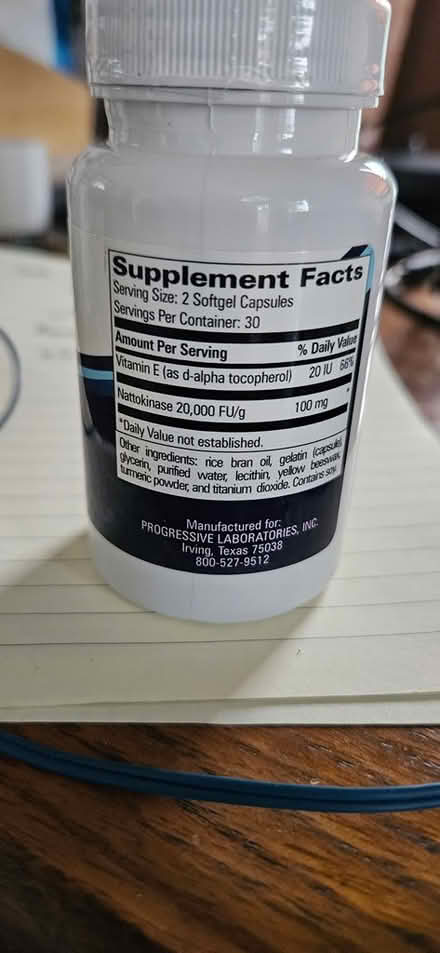 Supplement Facts
Serving Size: 2 Softgel Capsules
Servings Per Container: 30
Amount Per Serving % Daily Value
Vitamin E (as d-alpha tocopherol) 20 IU 66%
Nattokinase 20,000 FU/g 100 mg *
*Daily Value not established.
Other ingredients: rice bran oil, gelatin (capsule),
glycerin, purified water, lecithin, yellow beeswax,
turmeric powder, and titanium dioxide. Contains soy.
Manufactured for:
PROGRESSIVE LABORATORIES, INC.
Irving, Texas 75038
800-527-9512